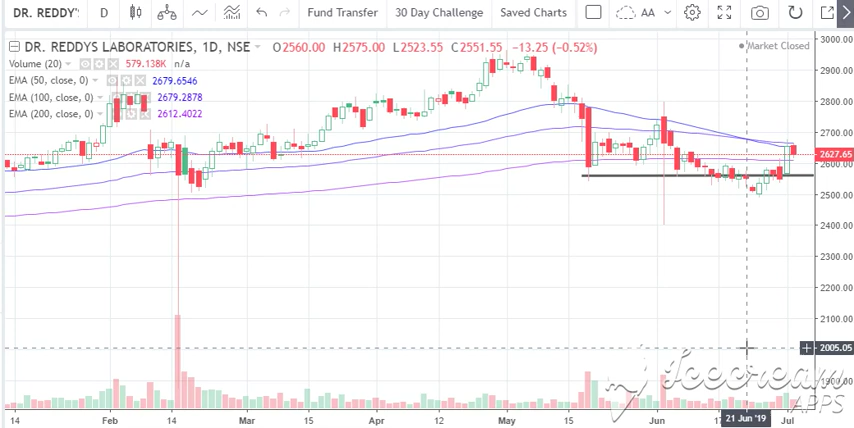 DR. REDDY'S D AA Fund Transfer 30 Day Challenge Saved Charts
DR. REDDYS LABORATORIES, 1D, NSE O2560.00 H2575.00 L2523.55 C2551.55 −13.25 (−0.52%)
Market Closed
Volume (20) 579.138K n/a
EMA (50, close, 0) 2679.6546
EMA (100, close, 0) 2679.2878
EMA (200, close, 0) 2612.4022
3000.00
2900.00
2800.00
2700.00
2627.65
2600.00
2500.00
2400.00
2300.00
2200.00
2100.00
2005.05
1900.00
Icecream
APPS
15 Feb 14 Mar 15 Apr 12 May 15 Jun 21 Jun '19 Jul